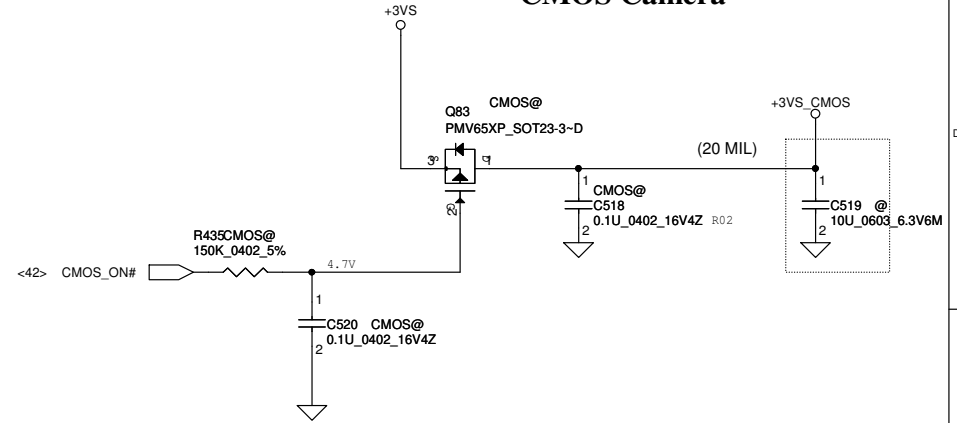 CMOS Camera
+3VS
CMOS@
Q83
PMV65XP_SOT23-3~D
+3VS_CMOS
(20 MIL)
3
S
D
1
G
2
1
CMOS@
C518
0.1U_0402_16V4Z R02
2
1
C519 @
10U_0603_6.3V6M
2
R435CMOS@
150K_0402_5%
<42> CMOS_ON#
4.7V
1
C520 CMOS@
0.1U_0402_16V4Z
2